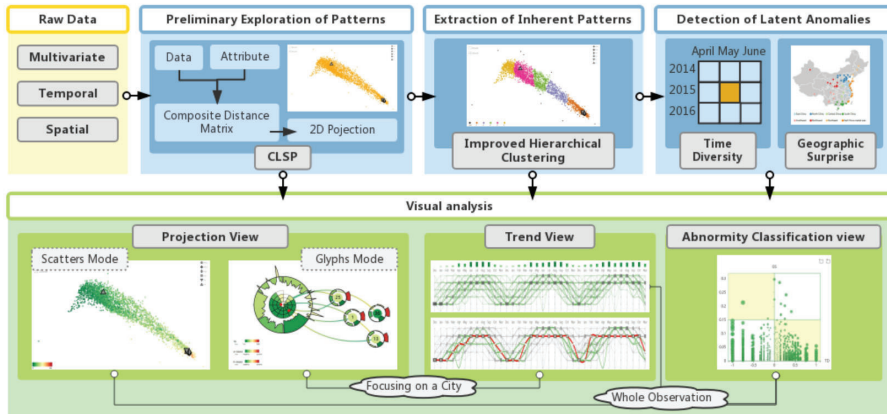 Raw Data
Multivariate
Temporal
Spatial
Preliminary Exploration of Patterns
Data
Attribute
Composite Distance
Matrix
2D Pojection
CLSP
Extraction of Inherent Patterns
Improved Hierarchical
Clustering
Detection of Latent Anomalies
April May June
2014
2015
2016
Time
Diversity
Geographic
Surprise
Visual analysis
Projection View
Scatters Mode
Glyphs Mode
Trend View
Abnormity Classification view
Focusing on a City
Whole Observation